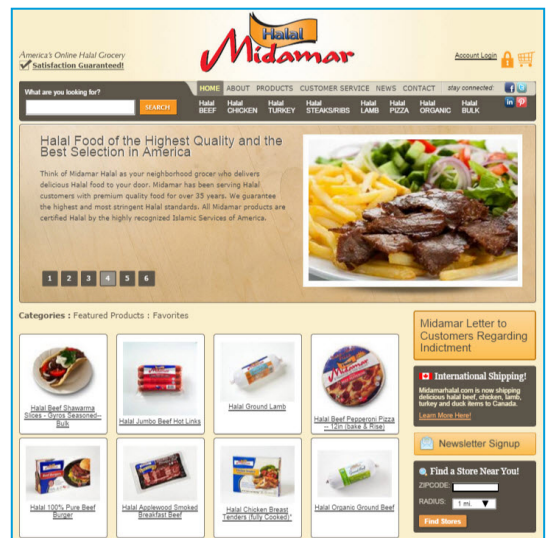 Halal
Midamar
America's Online Halal Grocery
Satisfaction Guaranteed!
Account Login
What are you looking for?
SEARCH
HOME ABOUT PRODUCTS CUSTOMER SERVICE NEWS CONTACT stay connected:
Halal BEEF
Halal CHICKEN
Halal TURKEY
Halal STEAKS/RIBS
Halal LAMB
Halal PIZZA
Halal ORGANIC
Halal BULK
Halal Food of the Highest Quality and the
Best Selection in America
Think of Midamar Halal as your neighborhood grocer who delivers
delicious Halal food to your door. Midamar has been serving Halal
customers with premium quality food for over 35 years. We guarantee
the highest and most stringent Halal standards. All Midamar products are
certified Halal by the highly recognized Islamic Services of America.
1 2 3 4 5 6
Categories : Featured Products : Favorites
Halal Beef Shawarma
Slices - Gyros Seasoned--
Bulk
Halal Jumbo Beef Hot Links
Halal Ground Lamb
Halal Beef Pepperoni Pizza
-- 12in (bake & Rise)
Halal 100% Pure Beef
Burger
Halal Applewood Smoked
Breakfast Beef
Halal Chicken Breast
Tenders (fully Cooked)*
Halal Organic Ground Beef
Midamar Letter to
Customers Regarding
Indictment
International Shipping!
Midamarhalal.com is now shipping
delicious halal beef, chicken, lamb,
turkey and duck items to Canada.
Learn More Here!
Newsletter Signup
Find a Store Near You!
ZIPCODE:
RADIUS: 1 mi.
Find Stores